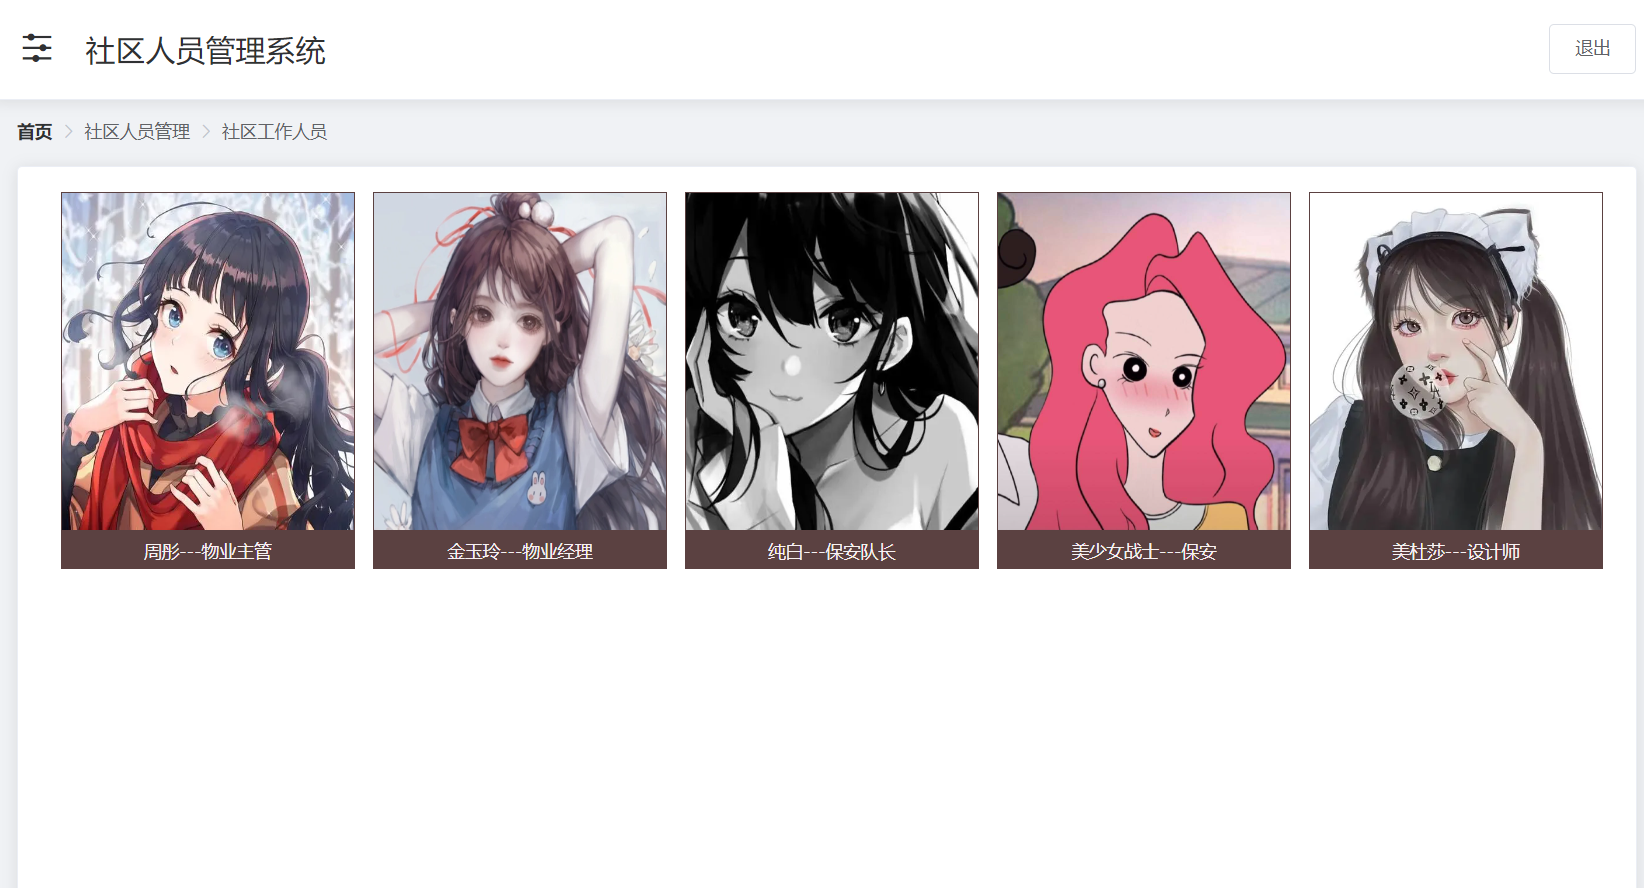 社区人员管理系统
退出
首页 社区人员管理 社区工作人员
周彤---物业主管
金玉玲---物业经理
纯白---保安队长
美少女战士---保安
美杜莎---设计师